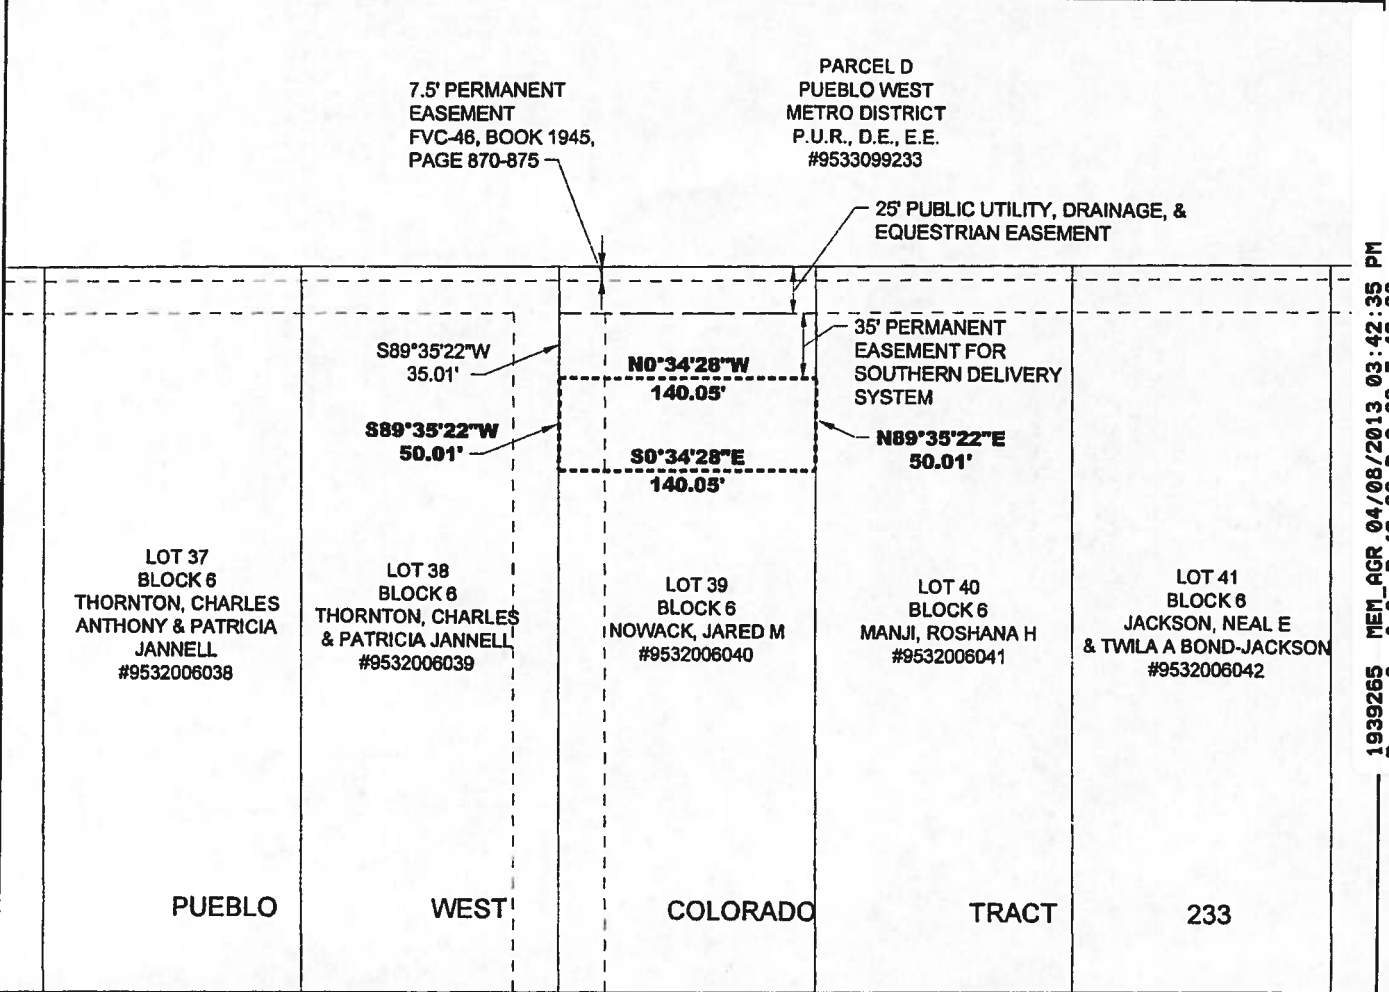 7.5' PERMANENT
EASEMENT
FVC-46, BOOK 1945,
PAGE 870-875
PARCEL D
PUEBLO WEST
METRO DISTRICT
P.U.R., D.E., E.E.
#9533099233
25' PUBLIC UTILITY, DRAINAGE, &
EQUESTRIAN EASEMENT
S89°35'22"W
35.01'
N0°34'28"W
140.05'
35' PERMANENT
EASEMENT FOR
SOUTHERN DELIVERY
SYSTEM
S89°35'22"W
50.01'
S0°34'28"E
140.05'
N89°35'22"E
50.01'
LOT 37
BLOCK 6
THORNTON, CHARLES
ANTHONY & PATRICIA
JANNELL
#9532006038
LOT 38
BLOCK 6
THORNTON, CHARLES
& PATRICIA JANNELL
#9532006039
LOT 39
BLOCK 6
NOWACK, JARED M
#9532006040
LOT 40
BLOCK 6
MANJI, ROSHANA H
#9532006041
LOT 41
BLOCK 6
JACKSON, NEAL E
& TWILA A BOND-JACKSON
#9532006042
PUEBLO WEST COLORADO TRACT 233
1939265 MEM_AGR 04/08/2013 03:42:35 PM